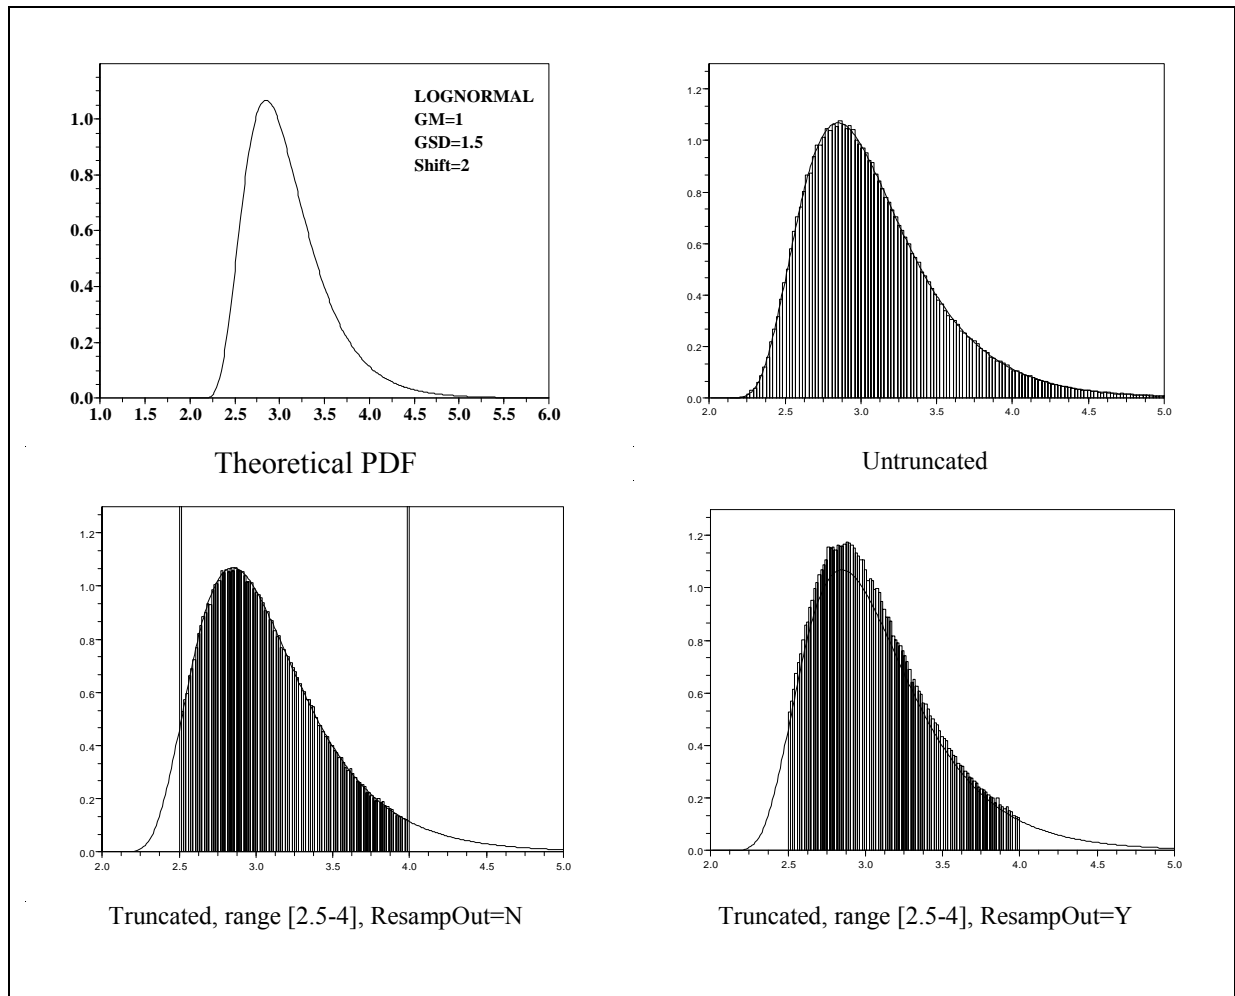 LOGNORMAL
GM=1
GSD=1.5
Shift=2
1.0
0.8
0.6
0.4
0.2
0.0
1.0 1.5 2.0 2.5 3.0 3.5 4.0 4.5 5.0 5.5 6.0
Theoretical PDF
1.2
1.0
0.8
0.6
0.4
0.2
0.0
2.0 2.5 3.0 3.5 4.0 4.5 5.0
Untruncated
1.2
1.0
0.8
0.6
0.4
0.2
0.0
2.0 2.5 3.0 3.5 4.0 4.5 5.0
Truncated, range [2.5-4], ResampOut=N
1.2
1.0
0.8
0.6
0.4
0.2
0.0
2.0 2.5 3.0 3.5 4.0 4.5 5.0
Truncated, range [2.5-4], ResampOut=Y